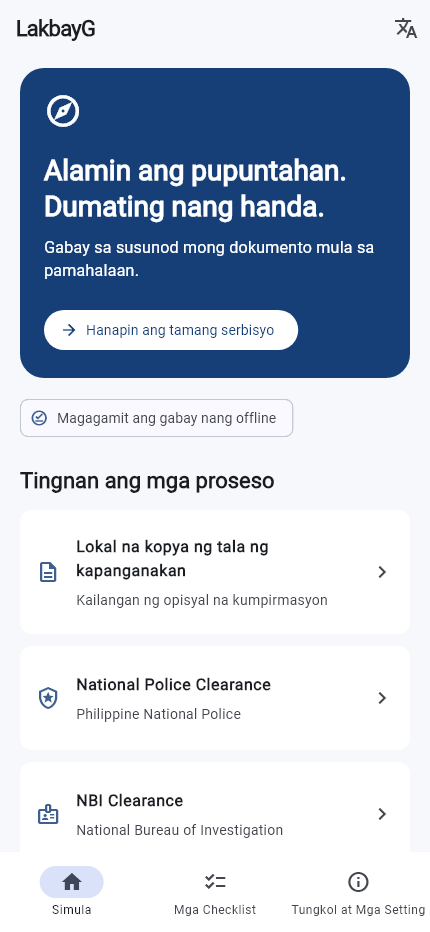 LakbayG
Alamin ang pupuntahan.
Dumating nang handa.
Gabay sa susunod mong dokumento mula sa
pamahalaan.
Hanapin ang tamang serbisyo
Magagamit ang gabay nang offline
Tingnan ang mga proseso
Lokal na kopya ng tala ng
kapanganakan
Kailangan ng opisyal na kumpirmasyon
National Police Clearance
Philippine National Police
NBI Clearance
National Bureau of Investigation
Simula
Mga Checklist
Tungkol at Mga Setting